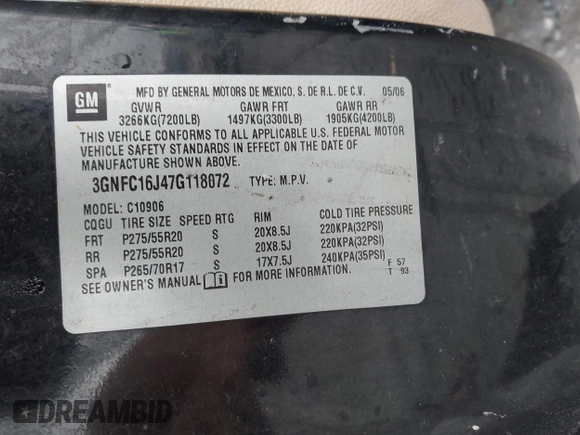 GM
MFD BY GENERAL MOTORS DE MEXICO, S. DE R.L. DE C.V. 05/06
GVWR GAWR FRT GAWR RR
3266KG(7200LB) 1497KG(3300LB) 1905KG(4200LB)
THIS VEHICLE CONFORMS TO ALL APPLICABLE U.S. FEDERAL MOTOR
VEHICLE SAFETY STANDARDS IN EFFECT ON THE DATE OF
MANUFACTURE SHOWN ABOVE.
3GNFC16J47G118072 TYPE: M.P.V.
MODEL: C10906
CQGU TIRE SIZE SPEED RTG RIM COLD TIRE PRESSURE
FRT P275/55R20 S 20X8.5J 220KPA(32PSI)
RR P275/55R20 S 20X8.5J 220KPA(32PSI)
SPA P265/70R17 S 17X7.5J 240KPA(35PSI)
SEE OWNER'S MANUAL FOR MORE INFORMATION. F 57
T 93
DREAMBID